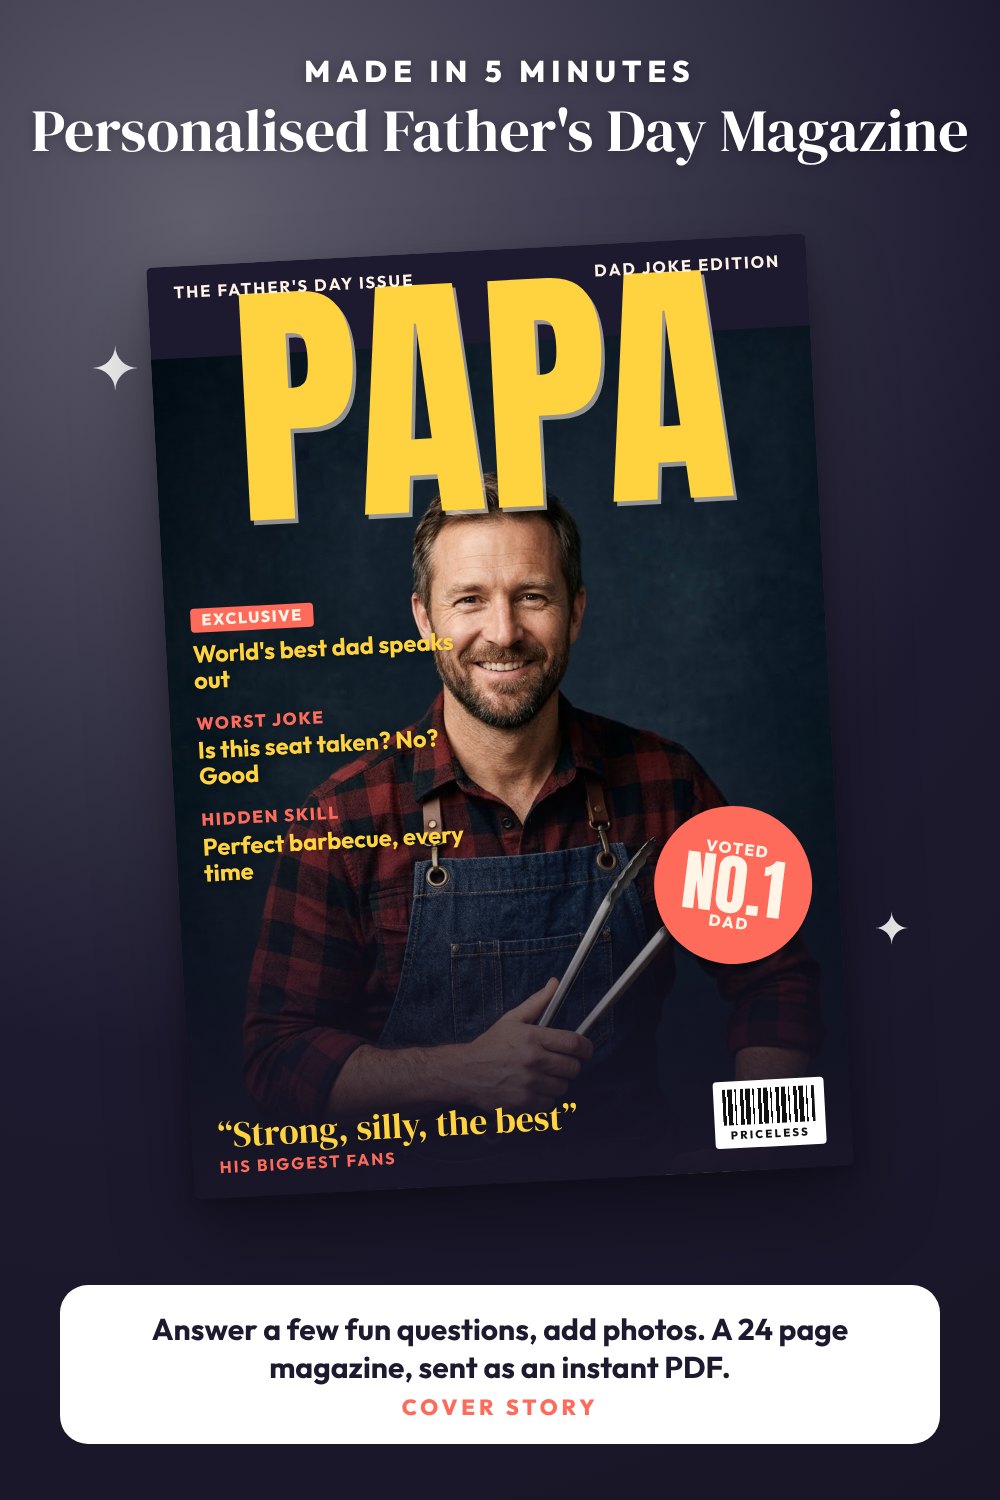 MADE IN 5 MINUTES
Personalised Father's Day Magazine
THE FATHER'S DAY ISSUE
DAD JOKE EDITION
PAPA
EXCLUSIVE
World's best dad speaks
out
WORST JOKE
Is this seat taken? No?
Good
HIDDEN SKILL
Perfect barbecue, every
time
VOTED
NO.1
DAD
“Strong, silly, the best”
HIS BIGGEST FANS
PRICELESS
Answer a few fun questions, add photos. A 24 page
magazine, sent as an instant PDF.
COVER STORY